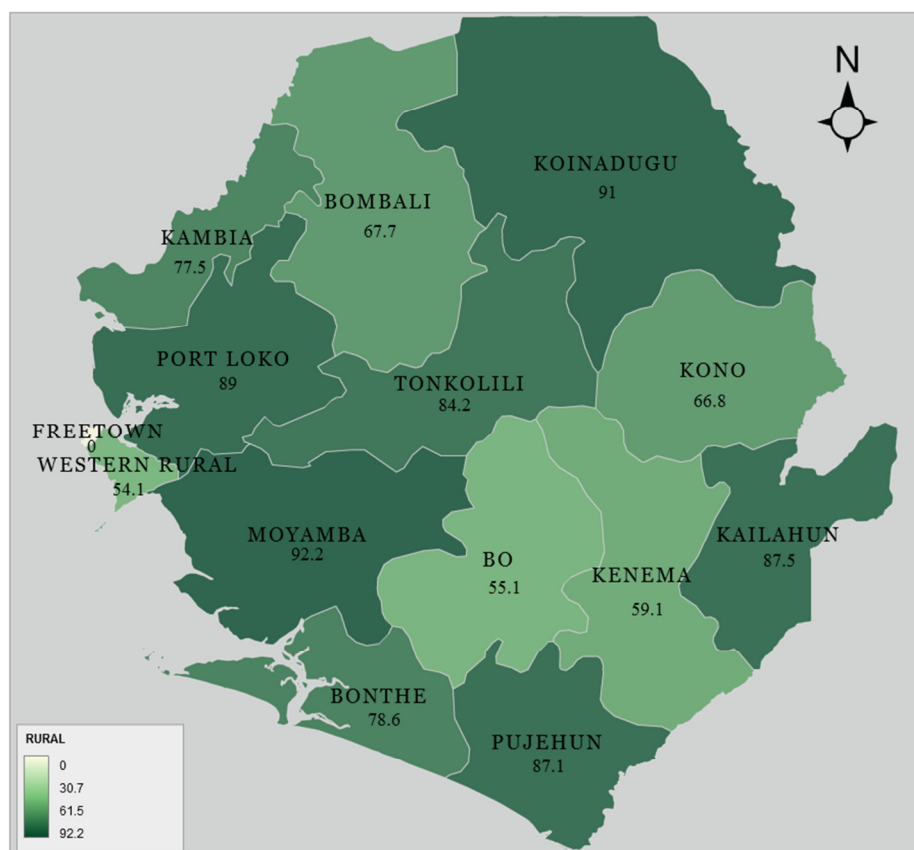 N
KOINADUGU
91
BOMBALI
67.7
KAMBIA
77.5
PORT LOKO
89
TONKOLILI
84.2
KONO
66.8
FREETOWN
0
WESTERN RURAL
54.1
MOYAMBA
92.2
BO
55.1
KENEMA
59.1
KAILAHUN
87.5
BONTHE
78.6
PUJEHUN
87.1
RURAL
0
30.7
61.5
92.2